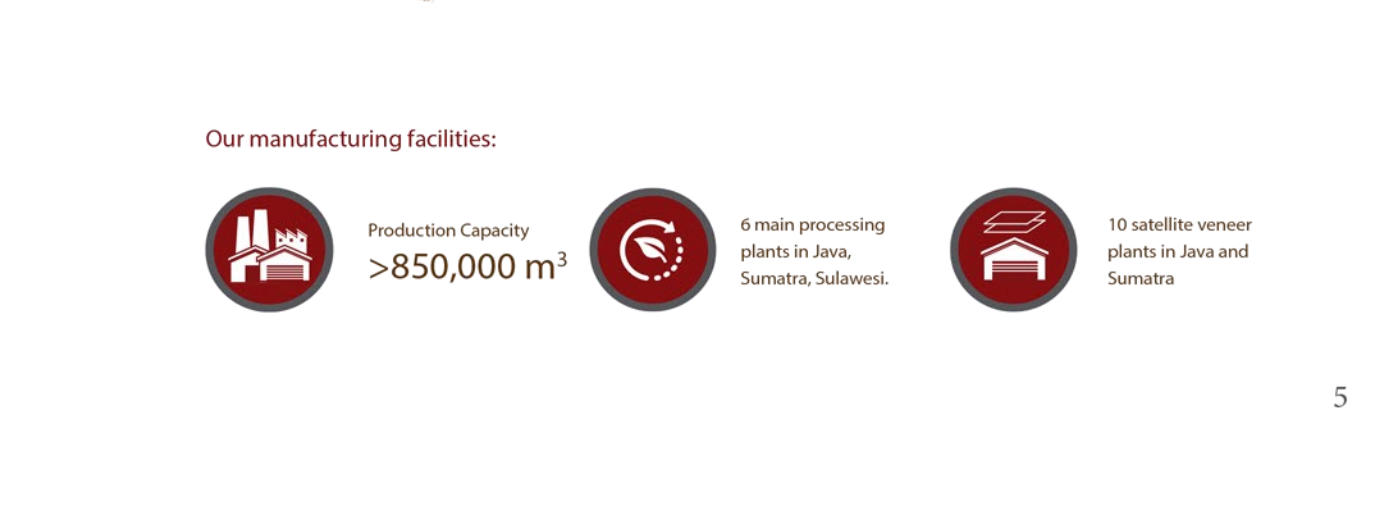 Our manufacturing facilities:
Production Capacity
>850,000 m³
6 main processing
plants in Java,
Sumatra, Sulawesi.
10 satellite veneer
plants in Java and
Sumatra
5